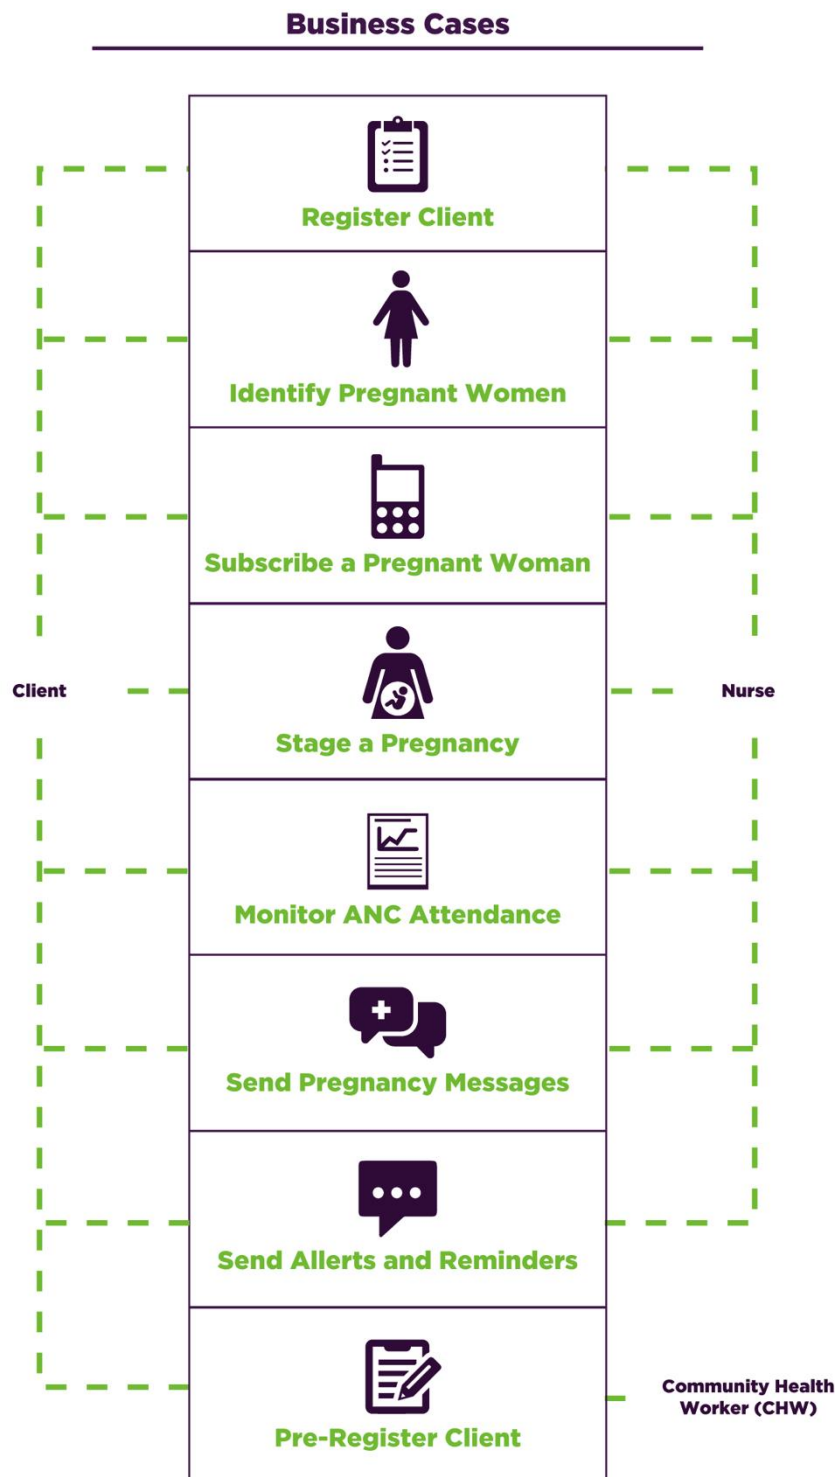 Business Cases
Register Client
Identify Pregnant Women
Subscribe a Pregnant Woman
Client
Nurse
Stage a Pregnancy
Monitor ANC Attendance
Send Pregnancy Messages
Send Allerts and Reminders
Community Health
Worker (CHW)
Pre-Register Client